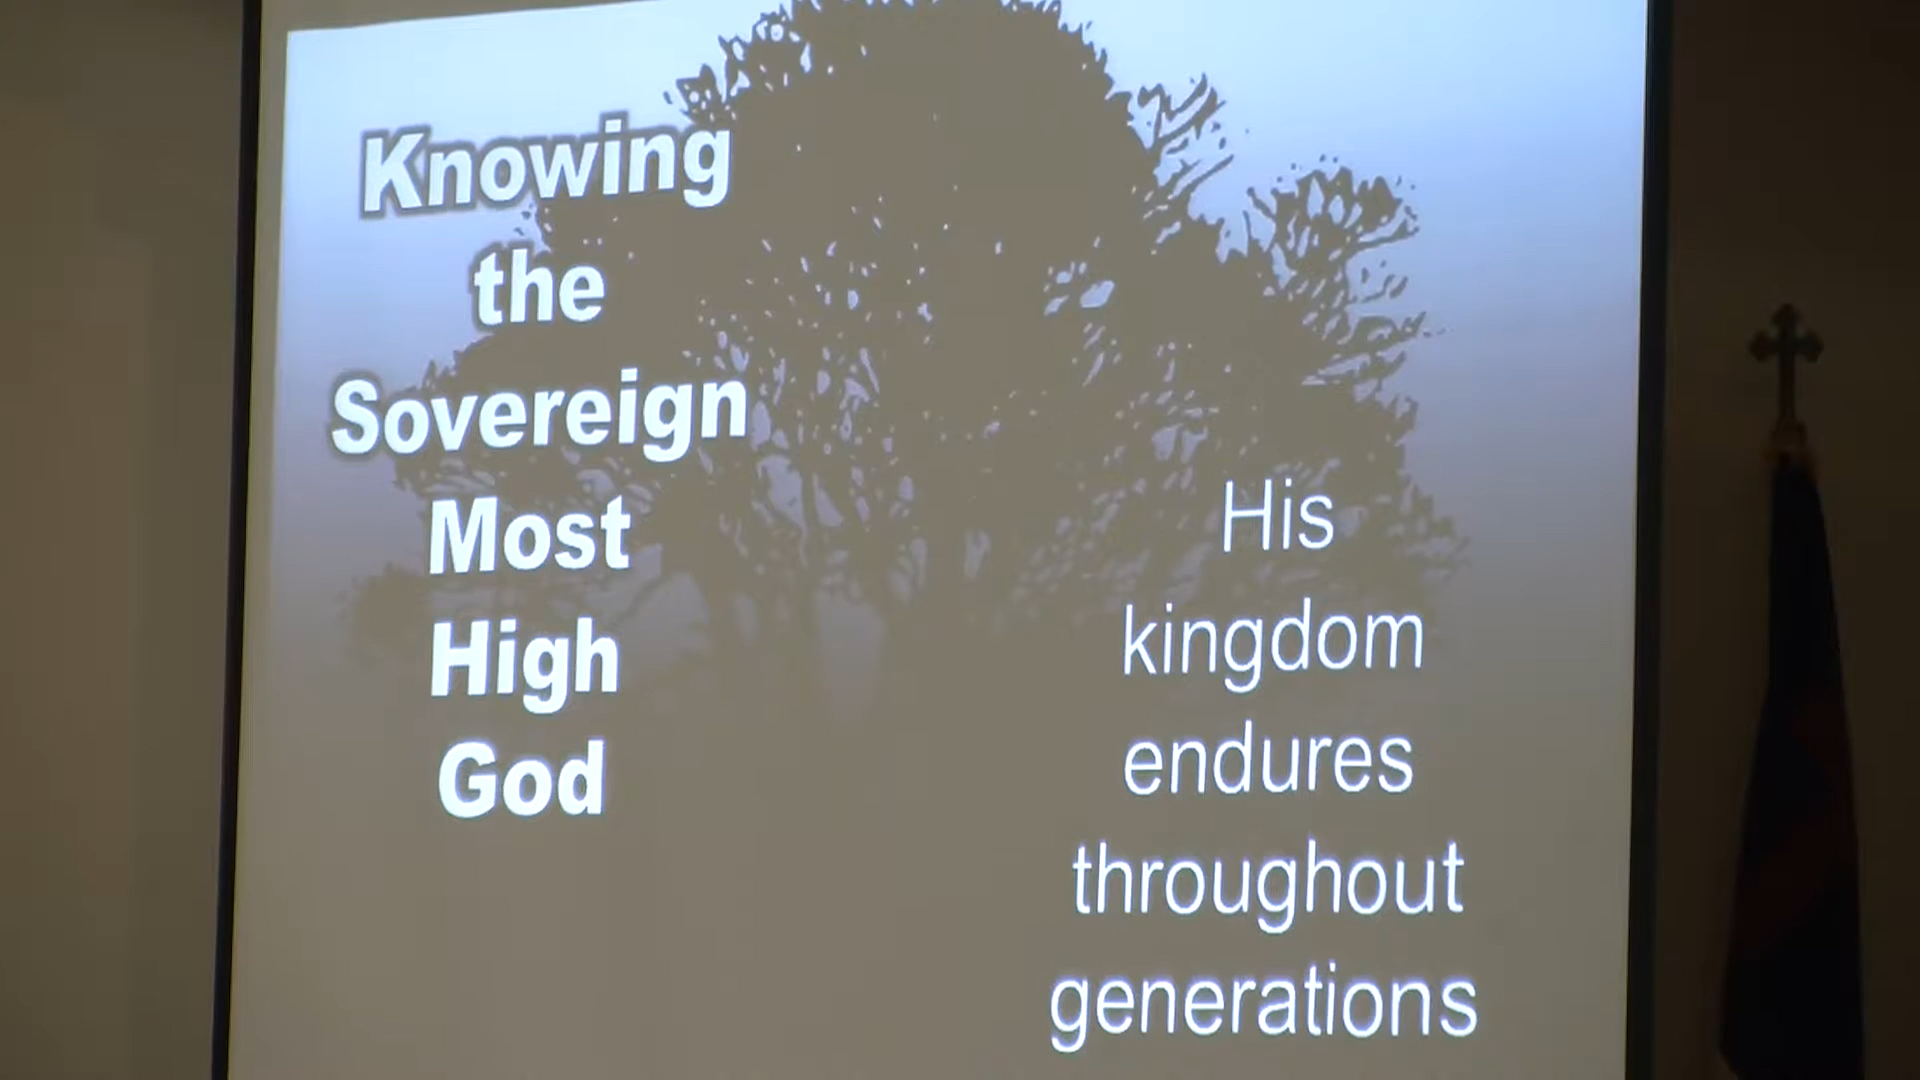 Knowing
the
Sovereign
Most
High
God
His
kingdom
endures
throughout
generations